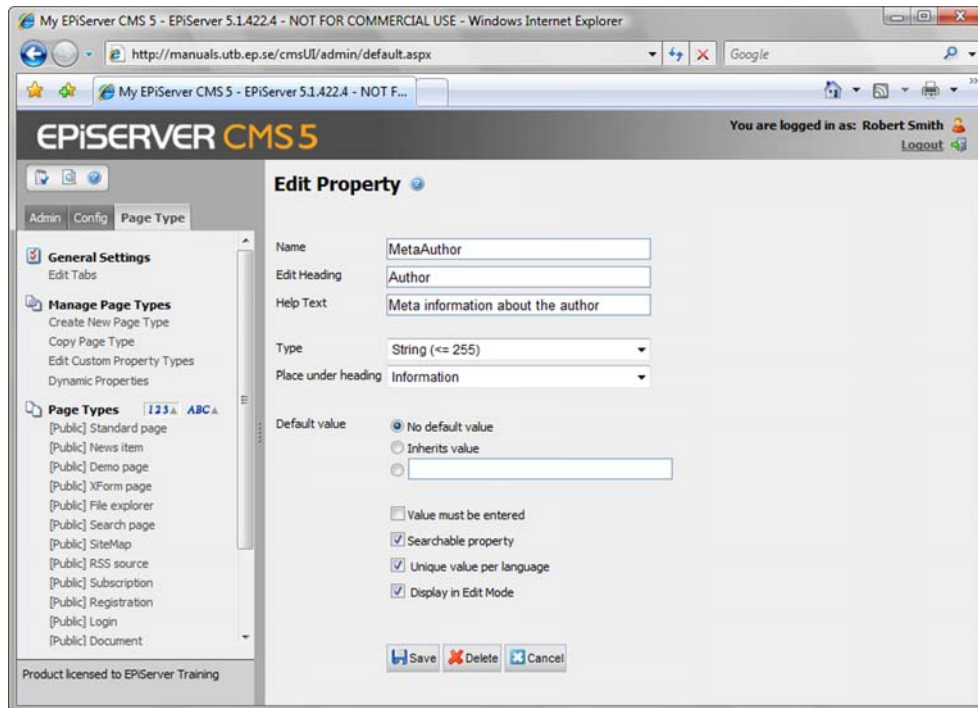 My EPiServer CMS 5 - EPiServer 5.1.422.4 - NOT FOR COMMERCIAL USE - Windows Internet Explorer
http://manuals.utb.ep.se/cmsUI/admin/default.aspx
Google
My EPiServer CMS 5 - EPiServer 5.1.422.4 - NOT F...
EPiSERVER CMS 5
You are logged in as: Robert Smith
Logout
Admin Config Page Type
General Settings
Edit Tabs
Manage Page Types
Create New Page Type
Copy Page Type
Edit Custom Property Types
Dynamic Properties
Page Types 123 ABC
[Public] Standard page
[Public] News item
[Public] Demo page
[Public] XForm page
[Public] File explorer
[Public] Search page
[Public] SiteMap
[Public] RSS source
[Public] Subscription
[Public] Registration
[Public] Login
[Public] Document
Product licensed to EPiServer Training
Edit Property
Name MetaAuthor
Edit Heading Author
Help Text Meta information about the author
Type String (<= 255)
Place under heading Information
Default value No default value
Inherits value
Value must be entered
Searchable property
Unique value per language
Display in Edit Mode
Save Delete Cancel